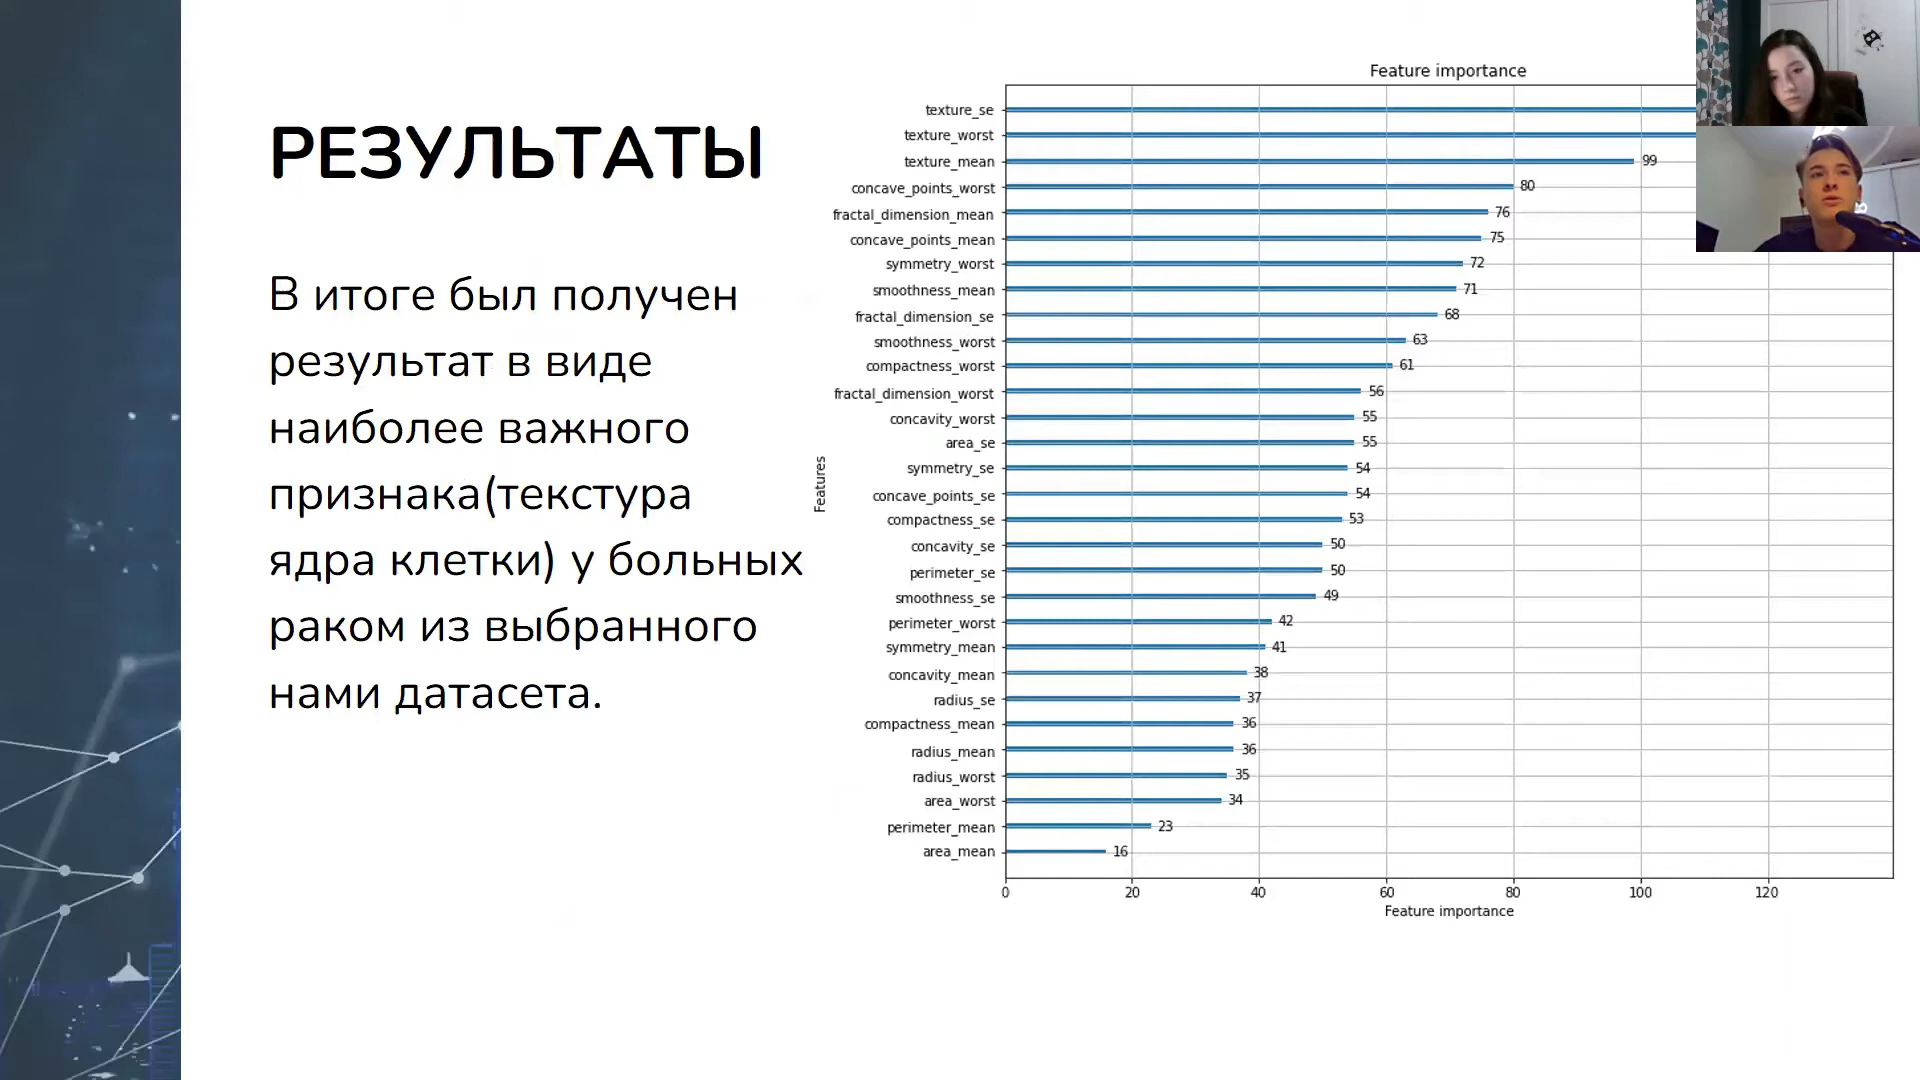 РЕЗУЛЬТАТЫ
В итоге был получен
результат в виде
наиболее важного
признака(текстура
ядра клетки) у больных
раком из выбранного
нами датасета.
Feature importance
Features
texture_se
texture_worst
texture_mean 99
concave_points_worst 80
fractal_dimension_mean 76
concave_points_mean 75
symmetry_worst 72
smoothness_mean 71
fractal_dimension_se 68
smoothness_worst 63
compactness_worst 61
fractal_dimension_worst 56
concavity_worst 55
area_se 55
symmetry_se 54
concave_points_se 54
compactness_se 53
concavity_se 50
perimeter_se 50
smoothness_se 49
perimeter_worst 42
symmetry_mean 41
concavity_mean 38
radius_se 37
compactness_mean 36
radius_mean 36
radius_worst 35
area_worst 34
perimeter_mean 23
area_mean 16
0 20 40 60 80 100 120
Feature importance